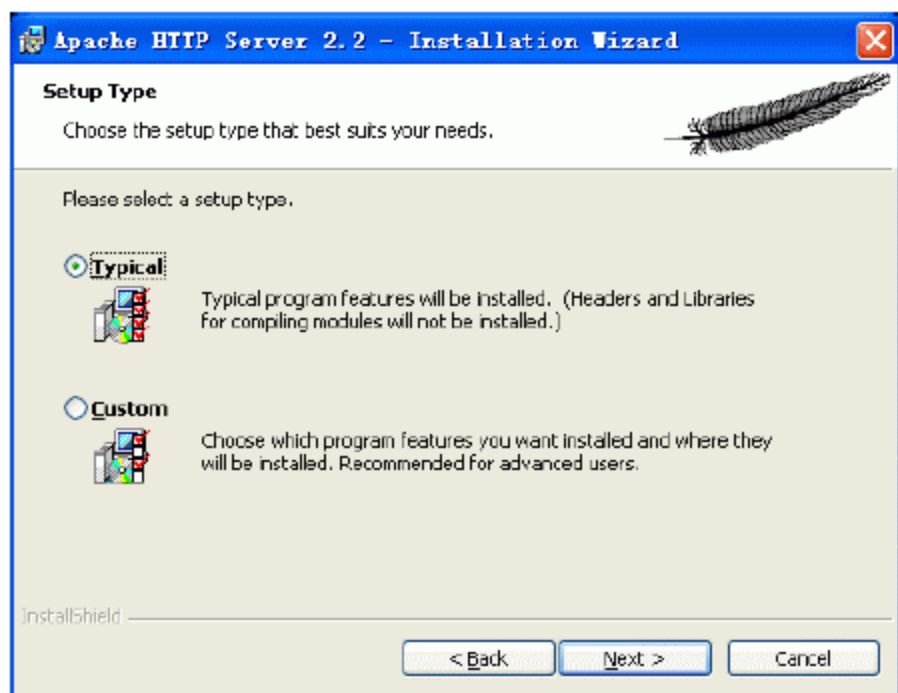 Apache HTTP Server 2.2 - Installation Wizard
Setup Type
Choose the setup type that best suits your needs.
Please select a setup type.
Typical
Typical program features will be installed. (Headers and Libraries
for compiling modules will not be installed.)
Custom
Choose which program features you want installed and where they
will be installed. Recommended for advanced users.
InstallShield
< Back
Next >
Cancel